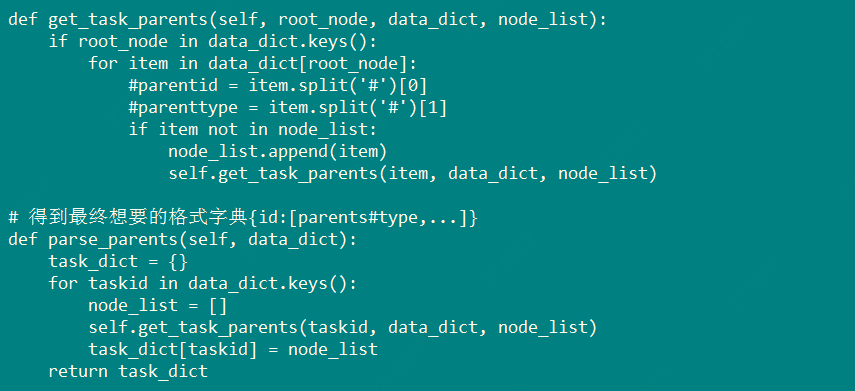 def get_task_parents(self, root_node, data_dict, node_list):
    if root_node in data_dict.keys():
        for item in data_dict[root_node]:
            #parentid = item.split('#')[0]
            #parenttype = item.split('#')[1]
            if item not in node_list:
                node_list.append(item)
                self.get_task_parents(item, data_dict, node_list)

# 得到最终想要的格式字典{id:[parents#type,...]}
def parse_parents(self, data_dict):
    task_dict = {}
    for taskid in data_dict.keys():
        node_list = []
        self.get_task_parents(taskid, data_dict, node_list)
        task_dict[taskid] = node_list
    return task_dict